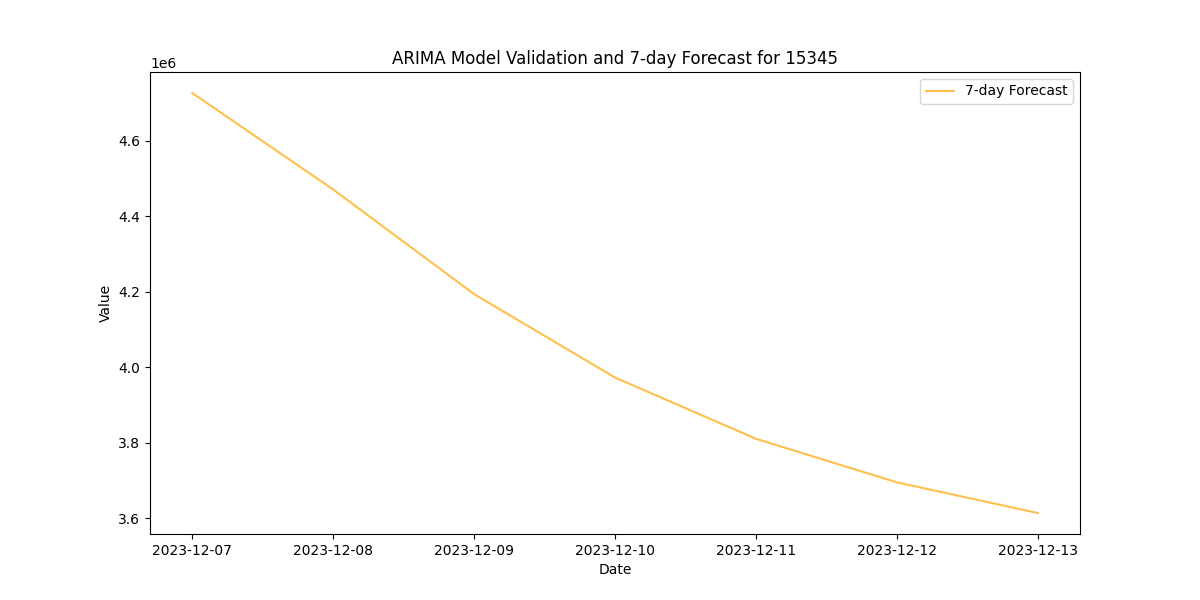 ARIMA Model Validation and 7-day Forecast for 15345
1e6
7-day Forecast
4.6
4.4
4.2
4.0
3.8
3.6
Value
2023-12-07 2023-12-08 2023-12-09 2023-12-10 2023-12-11 2023-12-12 2023-12-13
Date